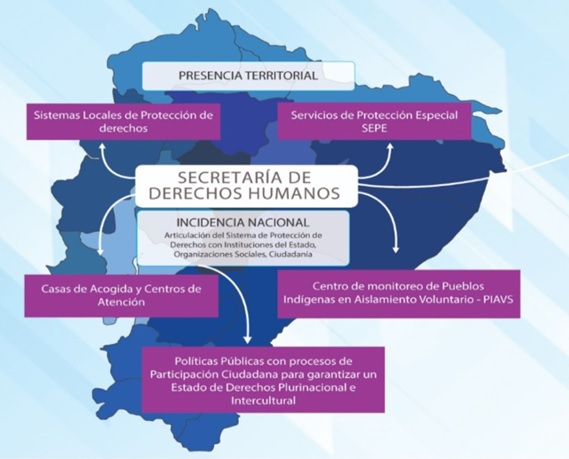 PRESENCIA TERRITORIAL
Sistemas Locales de Protección de
derechos
Servicios de Protección Especial
SEPE
SECRETARÍA DE
DERECHOS HUMANOS
INCIDENCIA NACIONAL
Articulación del Sistema de Protección de
Derechos con Instituciones del Estado,
Organizaciones Sociales, Ciudadanía
Casas de Acogida y Centros de
Atención
Centro de monitoreo de Pueblos
Indígenas en Aislamiento Voluntario - PIAVS
Políticas Públicas con procesos de
Participación Ciudadana para garantizar un
Estado de Derechos Plurinacional e
Intercultural